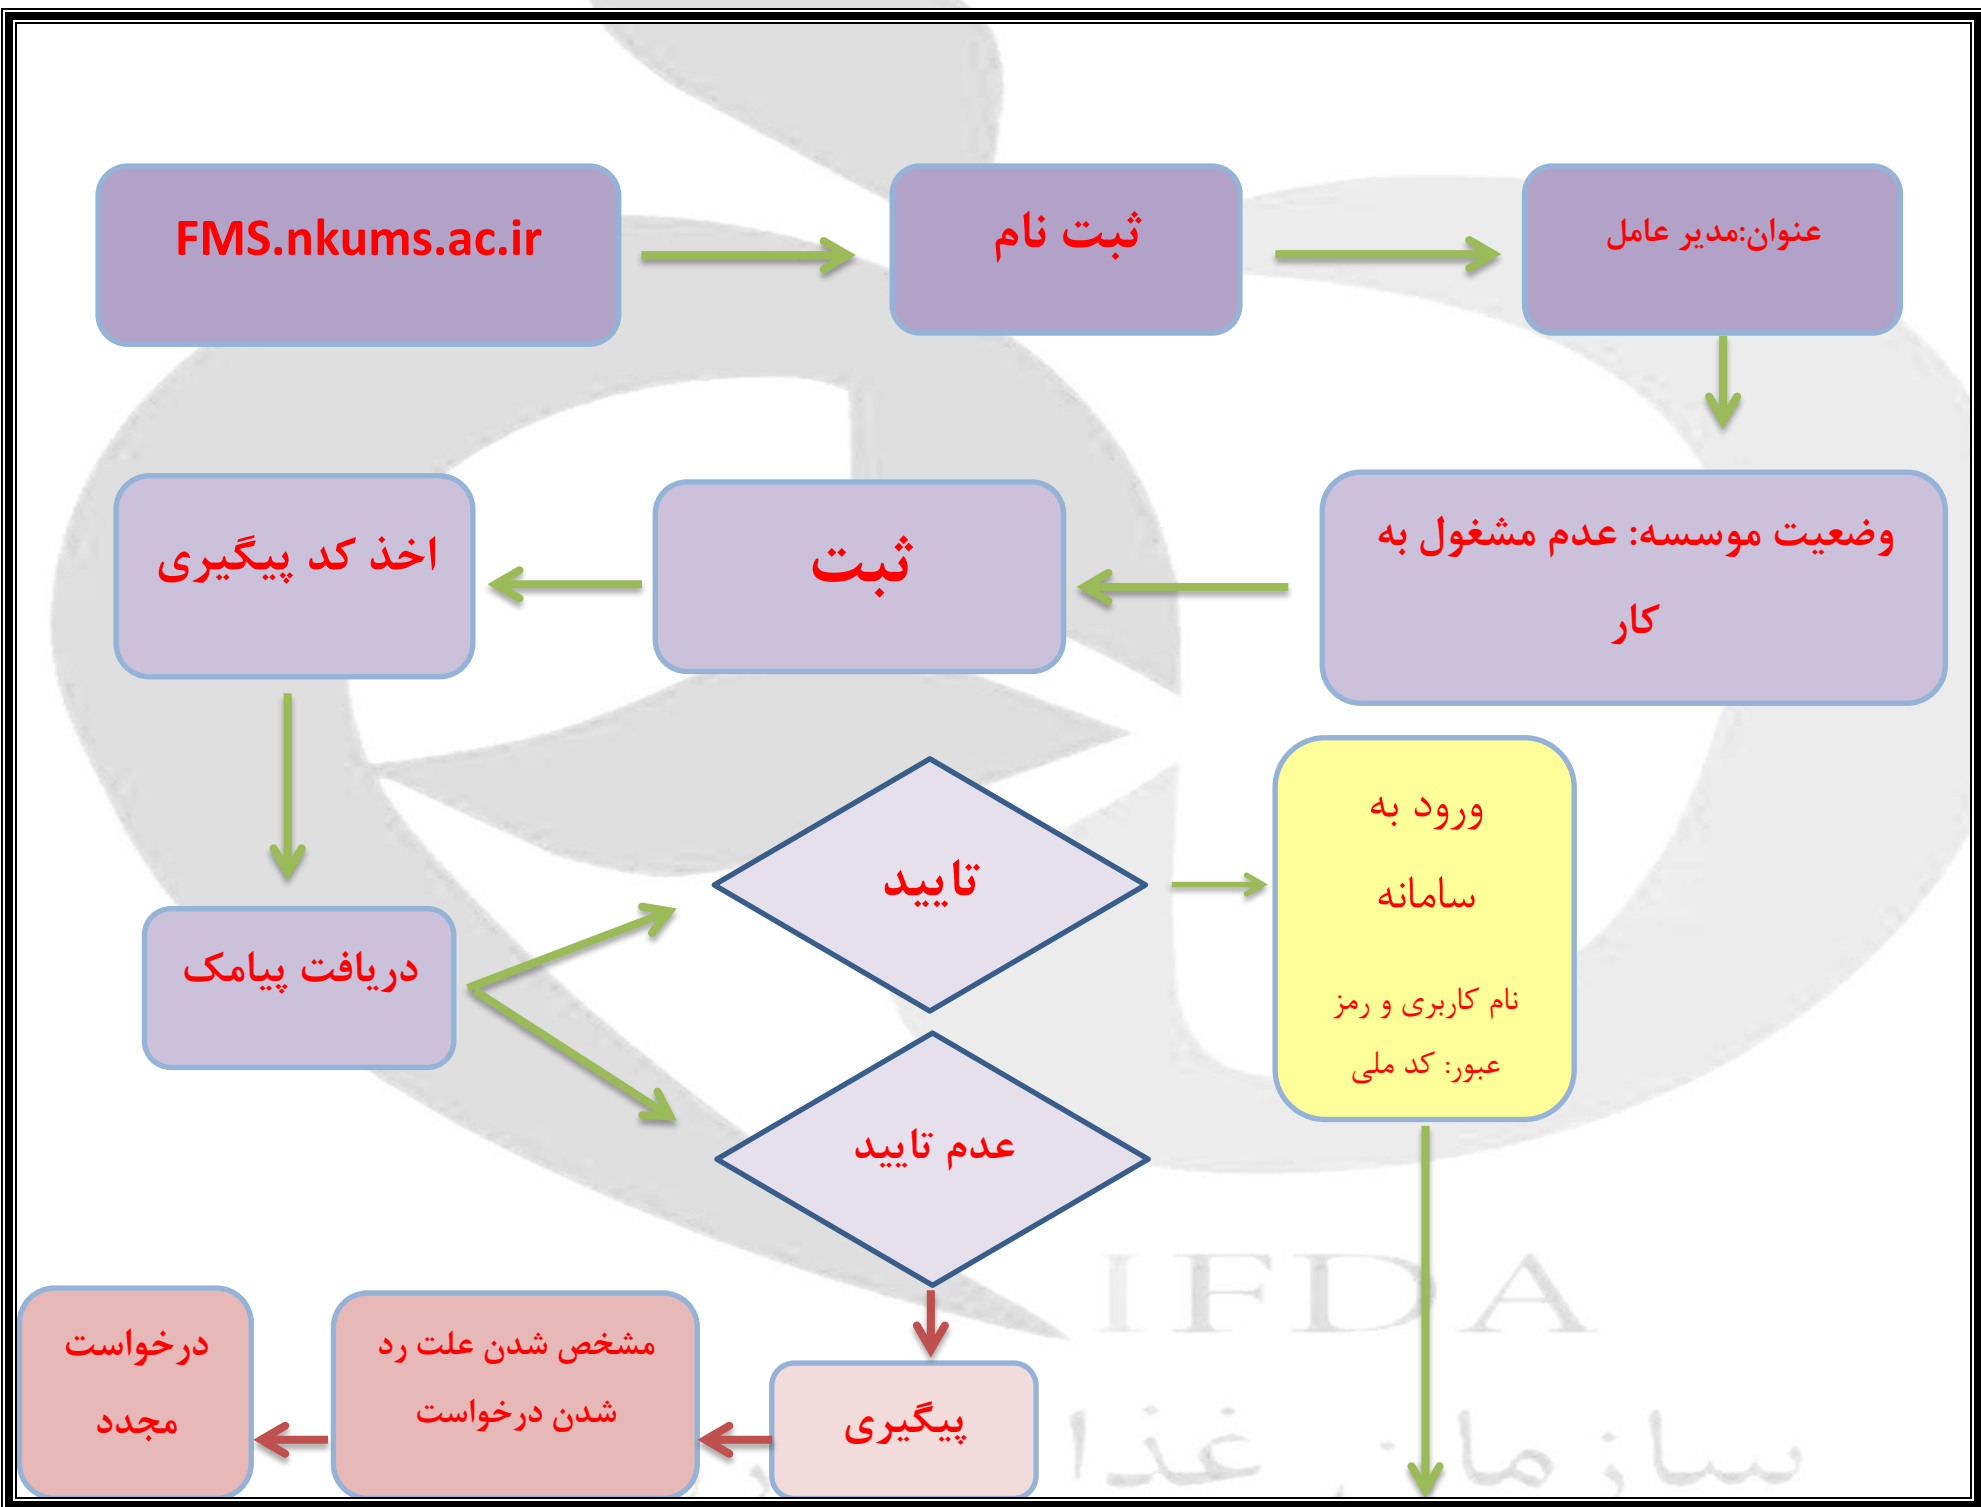 FMS.nkums.ac.ir
ثبت نام
عنوان:مدیر عامل
وضعیت موسسه: عدم مشغول به
کار
ثبت
اخذ کد پیگیری
دریافت پیامک
تایید
ورود به
سامانه
نام کاربری و رمز
عبور: کد ملی
عدم تایید
پیگیری
مشخص شدن علت رد
شدن درخواست
درخواست
مجدد
IFDA
سازمان غذا